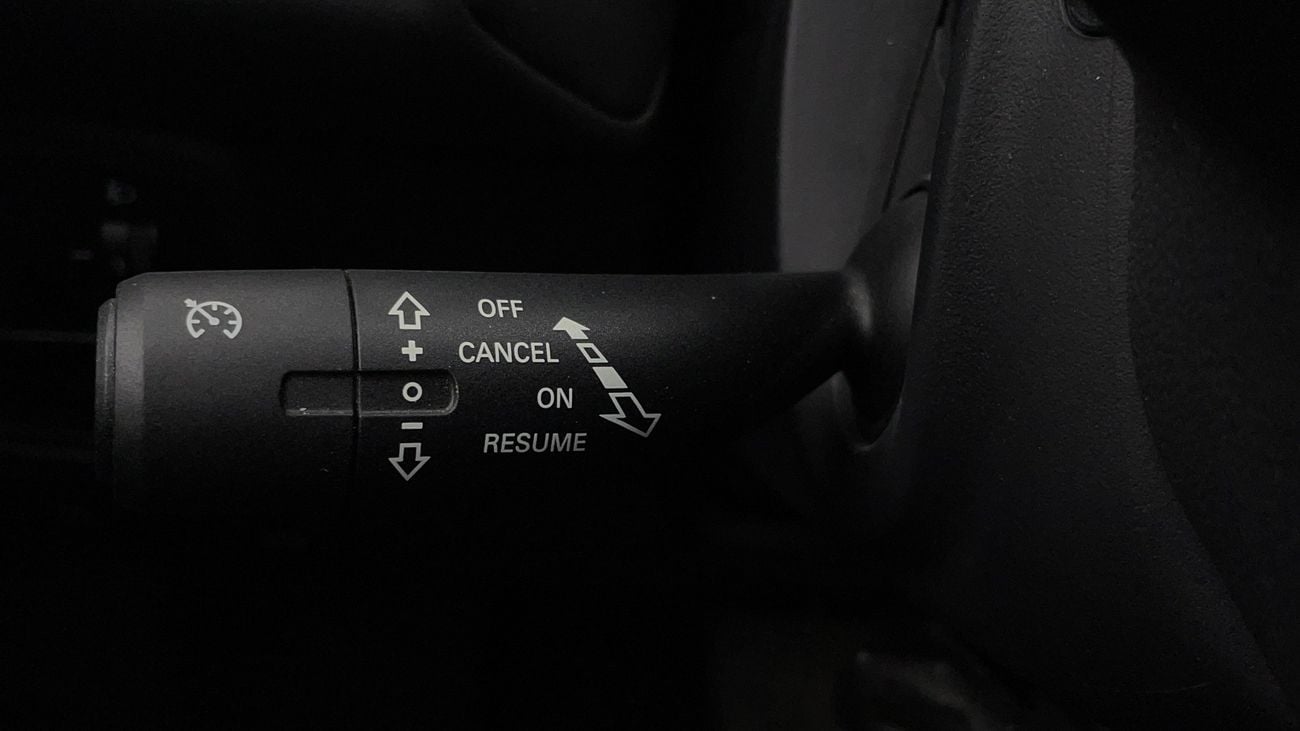 OFF
+ CANCEL
O ON
- RESUME